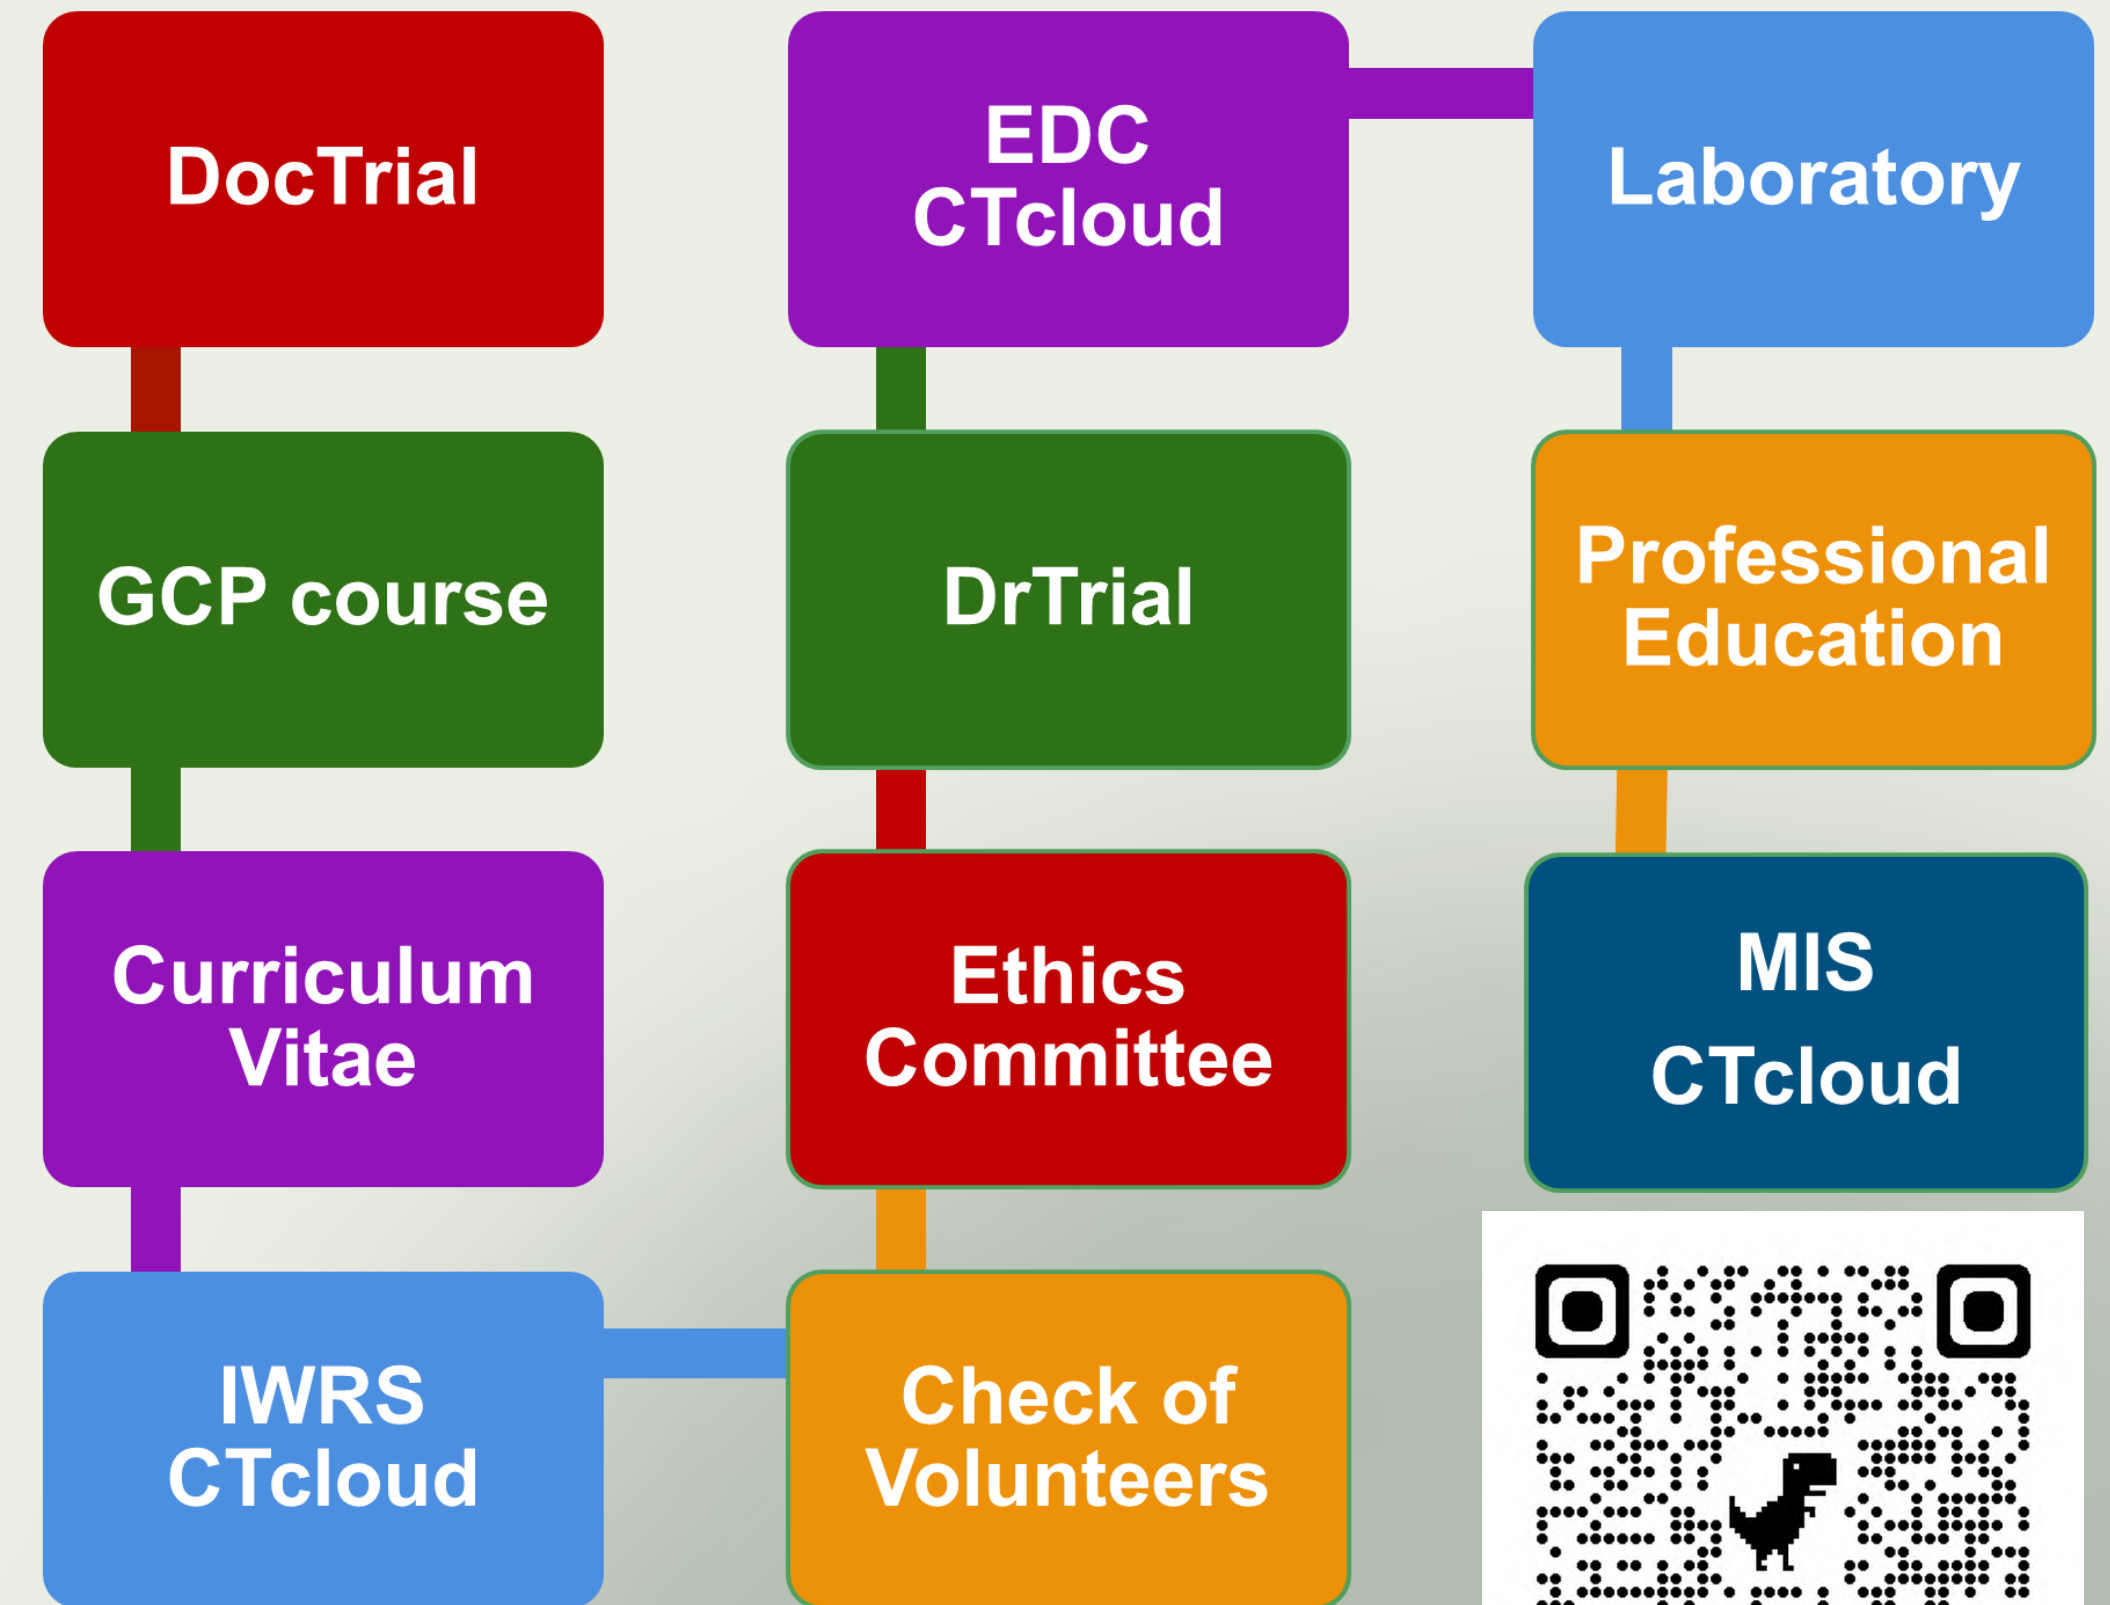 DocTrial
GCP course
Curriculum
Vitae
IWRS
CTcloud
EDC
CTcloud
DrTrial
Ethics
Committee
Check of
Volunteers
Laboratory
Professional
Education
MIS
CTcloud